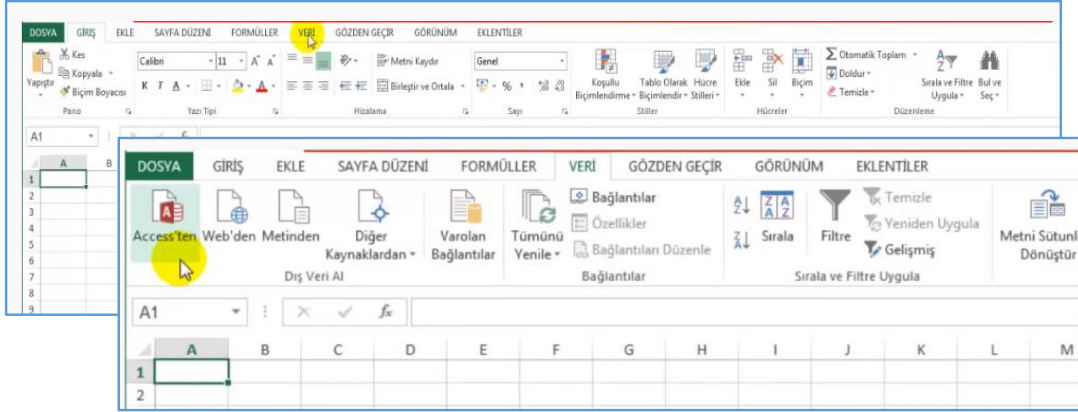 DOSYA GİRİŞ EKLE SAYFA DÜZENİ FORMÜLLER VERİ GÖZDEN GEÇİR GÖRÜNÜM EKLENTİLER
Yapıştır
Kes
Kopyala
Biçim Boyacısı
Pano
Calibri 11 A A
K T A A
Yazı Tipi
Metni Kaydır
Birleştir ve Ortala
Hizalama
Genel
%
Sayı
Koşullu Biçimlendirme
Tablo Olarak Biçimlendir
Hücre Stilleri
Stiller
Ekle Sil Biçim
Hücreler
Otomatik Toplam
Doldur
Temizle
Sırala ve Filtre Uygula
Bul ve Seç
Düzenleme
A1
A B
1
2
3
4
5
6
7
8
9
DOSYA GİRİŞ EKLE SAYFA DÜZENİ FORMÜLLER VERİ GÖZDEN GEÇİR GÖRÜNÜM EKLENTİLER
Access'ten Web'den Metinden
Diğer Kaynaklardan
Varolan Bağlantılar
Dış Veri Al
Tümünü Yenile
Bağlantılar
Özellikler
Bağlantıları Düzenle
Bağlantılar
Sırala
Filtre
Temizle
Yeniden Uygula
Gelişmiş
Sırala ve Filtre Uygula
Metni
Dönüştür
A1 fx
A B C D E F G H I J K L M
1
2